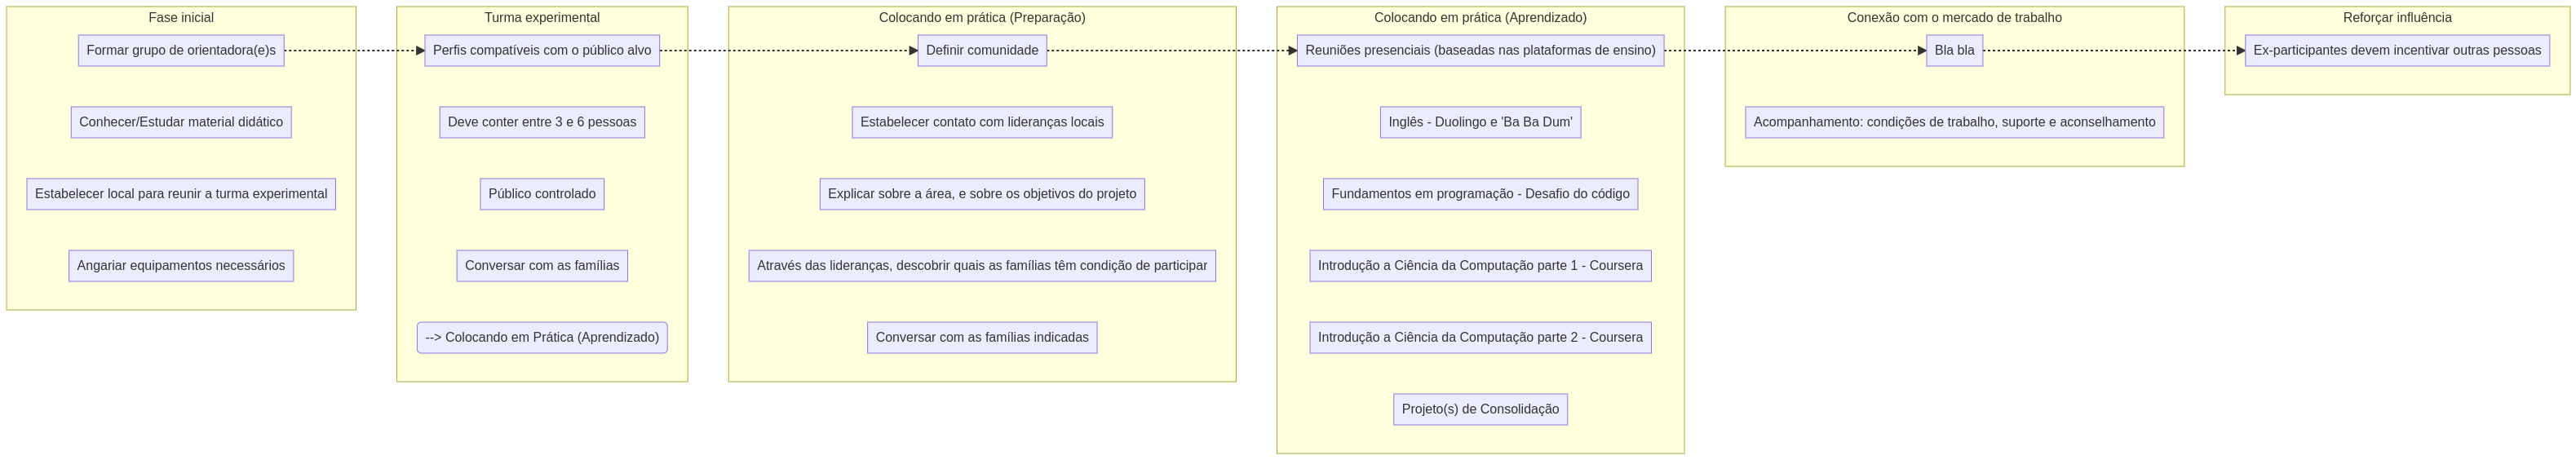 Fase inicial
Formar grupo de orientadora(e)s
Conhecer/Estudar material didático
Estabelecer local para reunir a turma experimental
Angariar equipamentos necessários
Turma experimental
Perfis compatíveis com o público alvo
Deve conter entre 3 e 6 pessoas
Público controlado
Conversar com as famílias
--> Colocando em Prática (Aprendizado)
Colocando em prática (Preparação)
Definir comunidade
Estabelecer contato com lideranças locais
Explicar sobre a área, e sobre os objetivos do projeto
Através das lideranças, descobrir quais as famílias têm condição de participar
Conversar com as famílias indicadas
Colocando em prática (Aprendizado)
Reuniões presenciais (baseadas nas plataformas de ensino)
Inglês - Duolingo e 'Ba Ba Dum'
Fundamentos em programação - Desafio do código
Introdução a Ciência da Computação parte 1 - Coursera
Introdução a Ciência da Computação parte 2 - Coursera
Projeto(s) de Consolidação
Conexão com o mercado de trabalho
Bla bla
Acompanhamento: condições de trabalho, suporte e aconselhamento
Reforçar influência
Ex-participantes devem incentivar outras pessoas